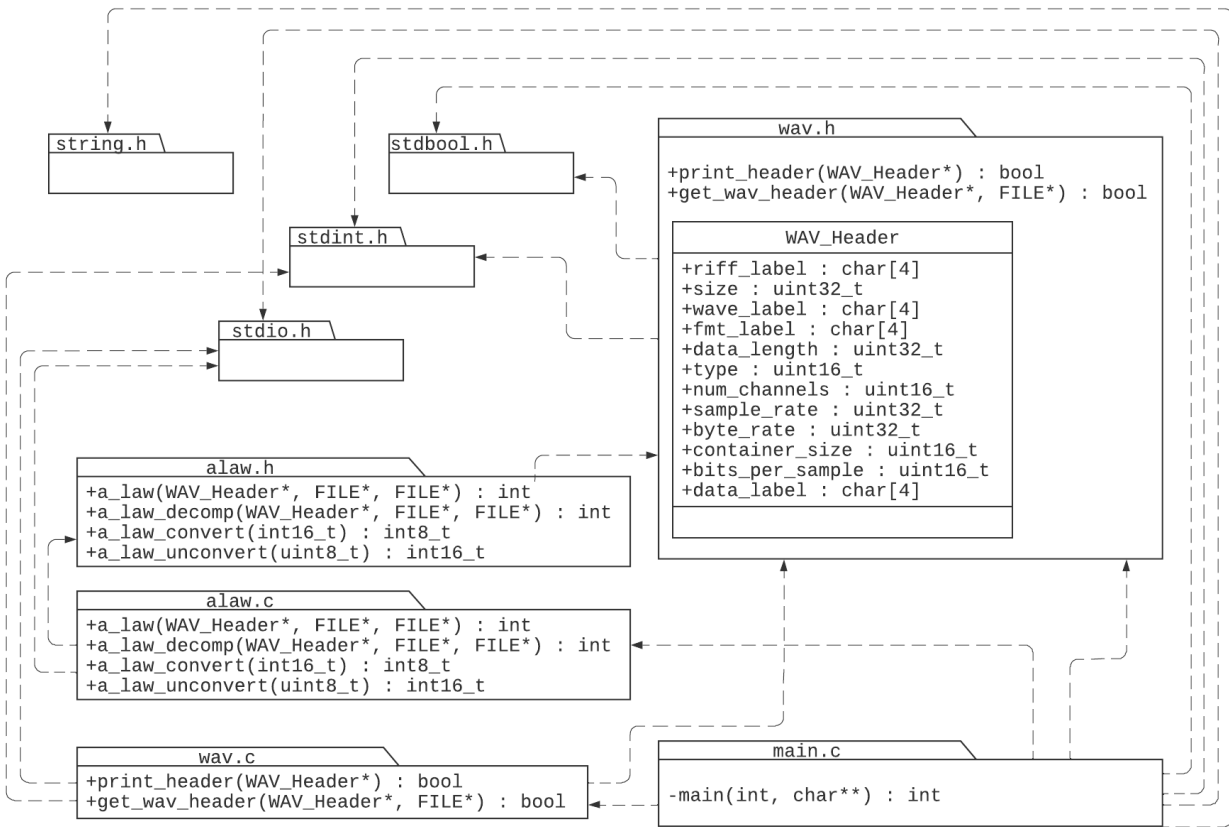 string.h
stdbool.h
wav.h
+print_header(WAV_Header*) : bool
+get_wav_header(WAV_Header*, FILE*) : bool
WAV_Header
+riff_label : char[4]
+size : uint32_t
+wave_label : char[4]
+fmt_label : char[4]
+data_length : uint32_t
+type : uint16_t
+num_channels : uint16_t
+sample_rate : uint32_t
+byte_rate : uint32_t
+container_size : uint16_t
+bits_per_sample : uint16_t
+data_label : char[4]
stdint.h
stdio.h
alaw.h
+a_law(WAV_Header*, FILE*, FILE*) : int
+a_law_decomp(WAV_Header*, FILE*, FILE*) : int
+a_law_convert(int16_t) : int8_t
+a_law_unconvert(uint8_t) : int16_t
alaw.c
+a_law(WAV_Header*, FILE*, FILE*) : int
+a_law_decomp(WAV_Header*, FILE*, FILE*) : int
+a_law_convert(int16_t) : int8_t
+a_law_unconvert(uint8_t) : int16_t
wav.c
+print_header(WAV_Header*) : bool
+get_wav_header(WAV_Header*, FILE*) : bool
main.c
-main(int, char**) : int